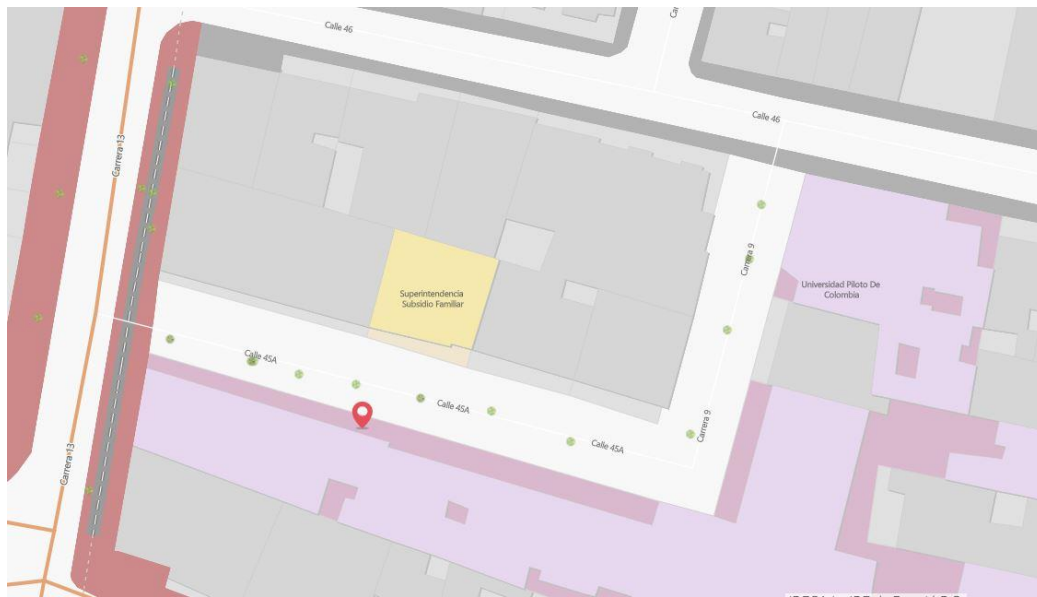 Calle 46
Ca
Calle 46
Carrera 13
Carrera 9
Superintendencia
Subsidio Familiar
Universidad Piloto De
Colombia
Calle 45A
Calle 45A
Calle 45A
Carrera 9
Carrera 13